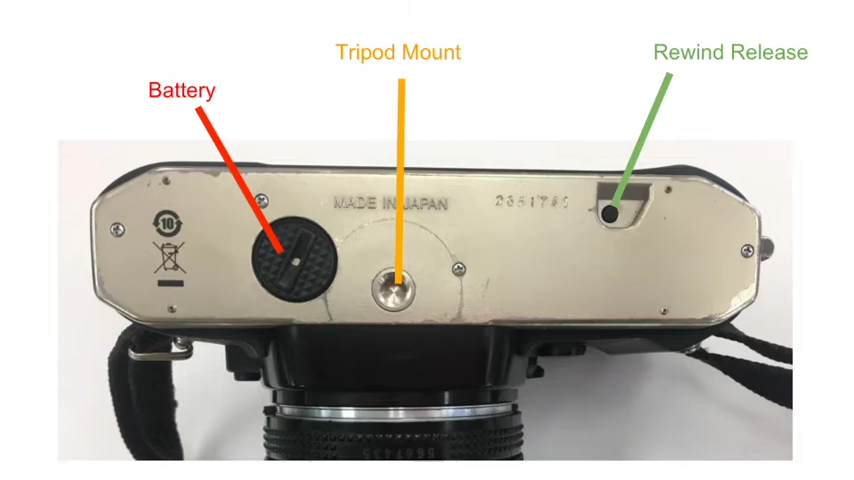 Tripod Mount
Rewind Release
Battery
MADE IN JAPAN
10